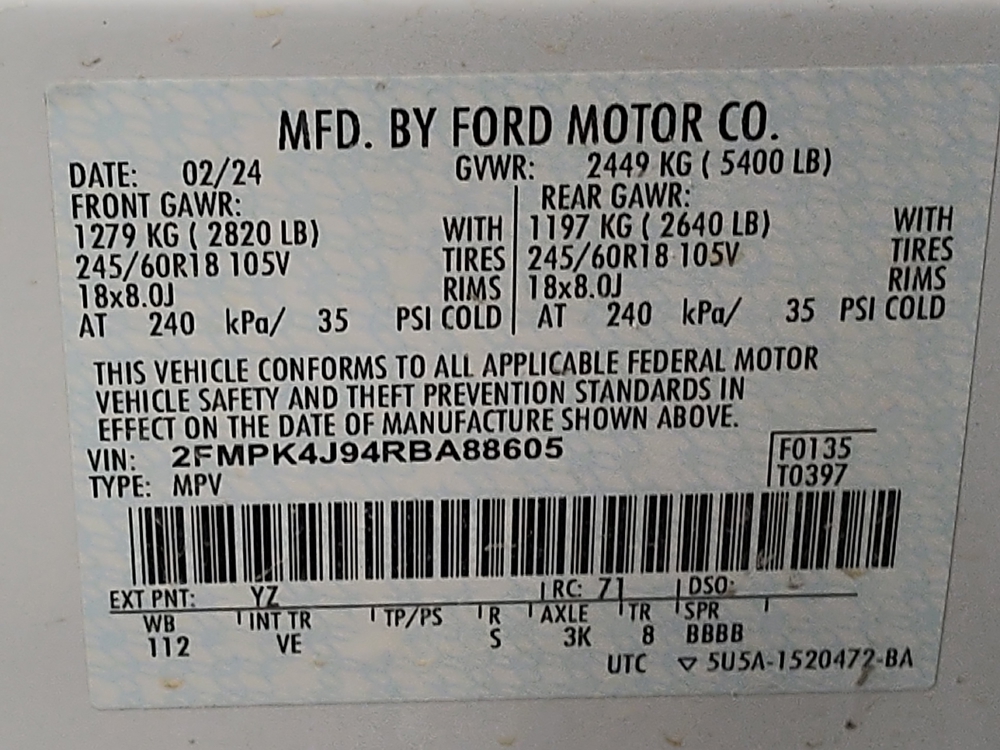 MFD. BY FORD MOTOR CO.
DATE: 02/24 GVWR: 2449 KG ( 5400 LB)
FRONT GAWR: REAR GAWR:
1279 KG ( 2820 LB) WITH 1197 KG ( 2640 LB) WITH
245/60R18 105V TIRES 245/60R18 105V TIRES
18x8.0J RIMS 18x8.0J RIMS
AT 240 kPa/ 35 PSI COLD AT 240 kPa/ 35 PSI COLD
THIS VEHICLE CONFORMS TO ALL APPLICABLE FEDERAL MOTOR
VEHICLE SAFETY AND THEFT PREVENTION STANDARDS IN
EFFECT ON THE DATE OF MANUFACTURE SHOWN ABOVE.
VIN: 2FMPK4J94RBA88605 F0135
TYPE: MPV T0397
EXT PNT: YZ RC: 71 DSO:
WB INT TR TP/PS R AXLE TR SPR
112 VE S 3K 8 BBBB
UTC ▽ 5U5A-1520472-BA